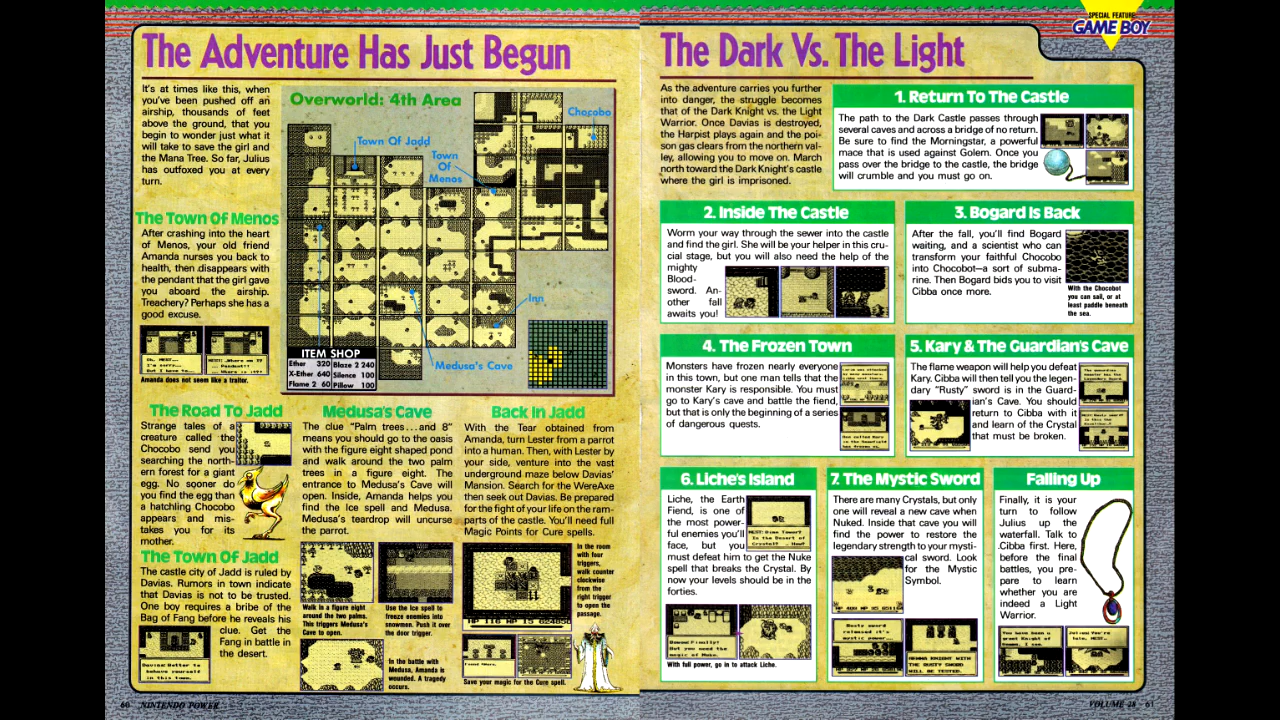 The Adventure Has Just Begun
It's at times like this, when
you've been pushed off an
airship, thousands of feet
above the ground, that you
begin to wonder just what it
will take to save the girl and
the Mana Tree. So far, Julius
has outfoxed you at every
turn.
The Town Of Menos
After crashing into the heart
of Menos, your old friend
Amanda nurses you back to
health, then disappears with
the pendant that the girl gave
you aboard the airship.
Treachery? Perhaps she has a
good excuse.
Amanda does not seem like a traitor.
Overworld: 4th Area
Chocobo
Town Of Jadd
Town
Of
Menos
Inn
Medusa's Cave
ITEM SHOP
Ether 320 Blaze 2 240
X-Ether 640 Silence 100
Flame 2 60 Pillow 100
The Road To Jadd
Strange tales of a
creature called the
Chocobo send you
searching the north-
ern forest for a giant
egg. No sooner do
you find the egg than
a hatchling Chocobo
appears and mis-
takes you for its
mother.
The Town Of Jadd
The castle city of Jadd is ruled by
Davias. Rumors in town indicate
that Davias is not to be trusted.
One boy requires a bribe of the
Bag of Fang before he reveals his
clue. Get the
Fang in battle in
the desert.
Davias:Better to
behave yourself
in this town.
Medusa's Cave
The clue "Palm trees and 8"
means you should go to the oasis
with the figure eight shaped pond
and walk around the two palm
trees in a figure eight. The
entrance to Medusa's Cave will
open. Inside, Amanda helps you
find the Ice spell and Medusa.
Medusa's teardrop will uncurse
the parrot.
Walk in a figure eight
around the two palms.
This triggers Medusa's
Cave to open.
Use the Ice spell to
freeze enemies into
snowmen. Push it over
the door trigger.
In the battle with
Medusa, Amanda is
wounded. A tragedy
occurs.
Back In Jadd
With the Tear obtained from
Amanda, turn Lester from a parrot
into a human. Then, with Lester by
your side, venture into the vast
underground maze below Davias'
Mansion. Search for the WereAxe
then seek out Davias. Be prepared
for the fight of your life on the ram-
parts of the castle. You'll need full
Magic Points for Cure spells.
In the room
with four
triggers,
walk counter
clockwise
from the
right trigger
to open the
passage.
Save your magic for the Cure spell.
60 NINTENDO POWER
SPECIAL FEATURE
GAME BOY
The Dark Vs. The Light
As the adventure carries you further
into danger, the struggle becomes
that of the Dark Knight vs. the Light
Warrior. Once Davias is destroyed,
the Harpist plays again and the poi-
son gas clears from the northern val-
ley, allowing you to move on. March
north toward the Dark Knight's castle
where the girl is imprisoned.
1. Return To The Castle
The path to the Dark Castle passes through
several caves and across a bridge of no return.
Be sure to find the Morningstar, a powerful
mace that is used against Golem. Once you
pass over the bridge to the castle, the bridge
will crumble and you must go on.
2. Inside The Castle
Worm your way through the sewer into the castle
and find the girl. She will be your helper in this cru-
cial stage, but you will also need the help of the
mighty
Blood-
sword. An-
other fall
awaits you!
3. Bogard Is Back
After the fall, you'll find Bogard
waiting, and a scientist who can
transform your faithful Chocobo
into Chocobot—a sort of subma-
rine. Then Bogard bids you to visit
Cibba once more.
With the Chocobot
you can sail, or at
least paddle beneath
the sea.
4. The Frozen Town
Monsters have frozen nearly everyone
in this town, but one man tells that the
monster Kary is responsible. You must
go to Kary's cave and battle the fiend,
but that is only the beginning of a series
of dangerous quests.
5. Kary & The Guardian's Cave
The flame weapon will help you defeat
Kary. Cibba will then tell you the legen-
dary "Rusty" sword is in the Guard-
ian's Cave. You should
return to Cibba with it
and learn of the Crystal
that must be broken.
6. Liche's Island
Liche, the Earth
Fiend, is one of
the most power-
ful enemies you'll
face, but you
must defeat him to get the Nuke
spell that breaks the Crystal. By
now your levels should be in the
forties.
With full power, go in to attack Liche.
7. The Mystic Sword
There are many Crystals, but only
one will reveal a new cave when
Nuked. Inside that cave you will
find the power to restore the
legendary strength to your mysti-
cal sword. Look
for the Mystic
Symbol.
Falling Up
Finally, it is your
turn to follow
Julius up the
waterfall. Talk to
Cibba first. Here,
before the final
battles, you pre-
pare to learn
whether you are
indeed a Light
Warrior.
VOLUME 28 61